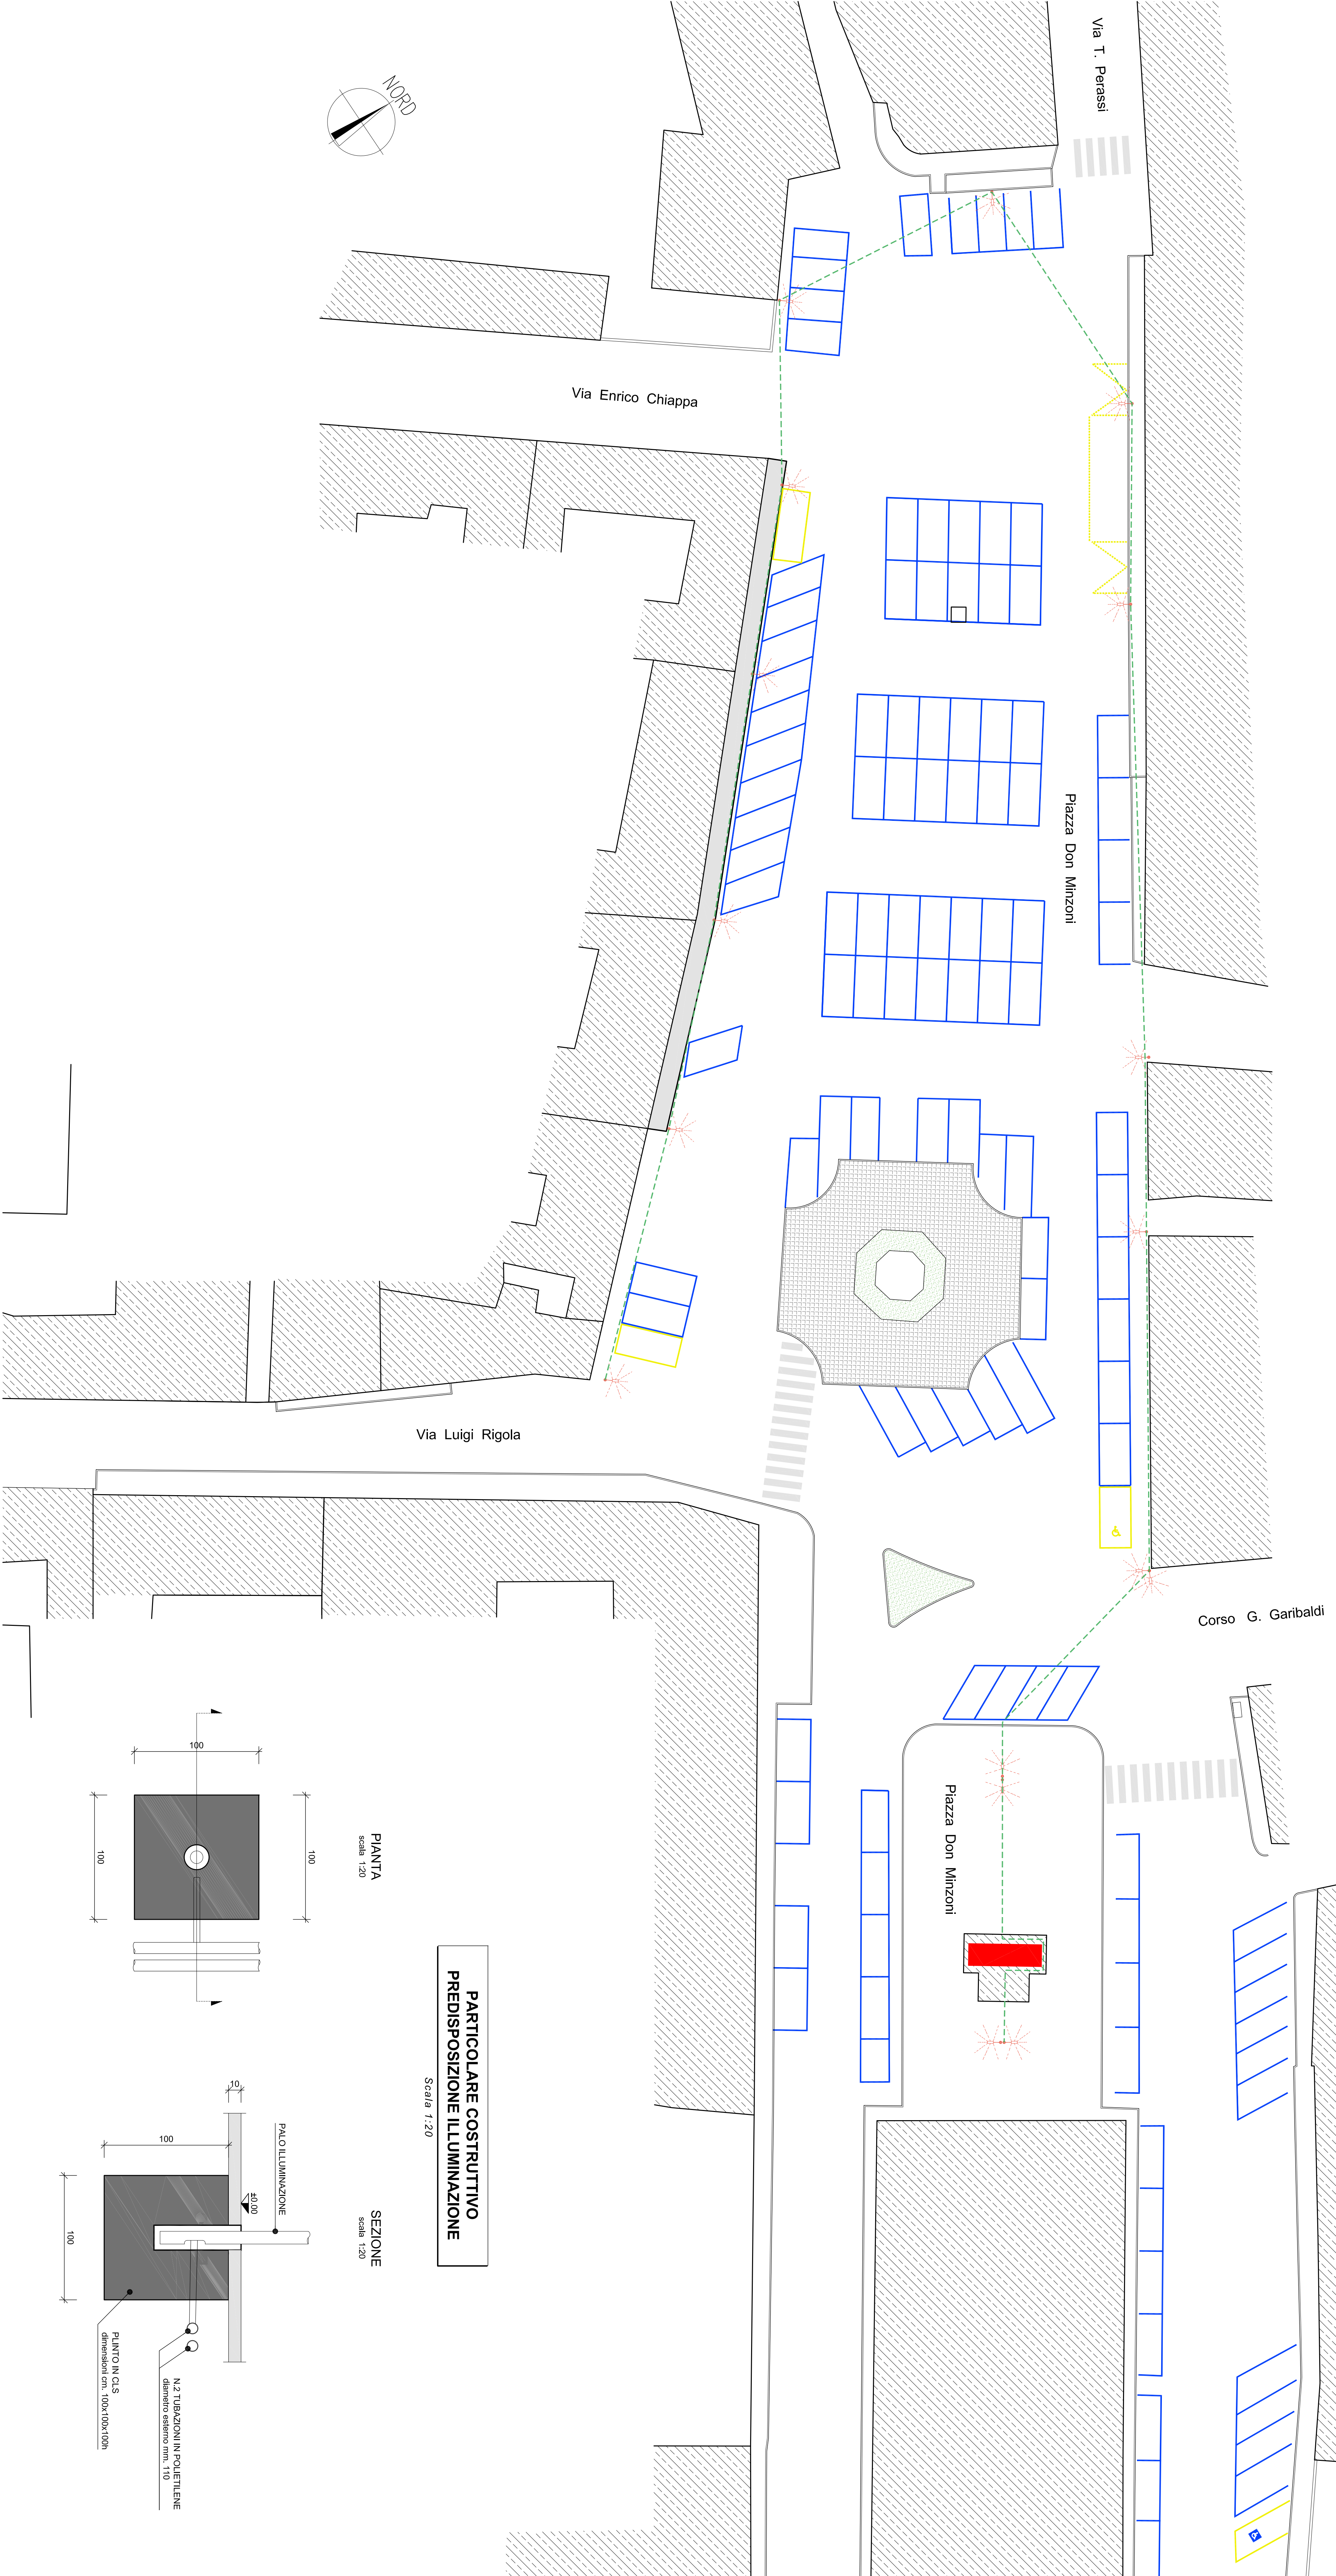 Via T. Perassi
NORD
Via Enrico Chiappa
Piazza Don Minzoni
Via Luigi Rigola
Corso G. Garibaldi
Piazza Don Minzoni
PARTICOLARE COSTRUTTIVO
PREDISPOSIZIONE ILLUMINAZIONE
Scala 1:20
PIANTA
scala 1:20
100
100
100
SEZIONE
scala 1:20
PALO ILLUMINAZIONE
±0.00
10
100
100
N.2 TUBAZIONI IN POLIETILENE
diametro esterno mm. 110
PLINTO IN CLS
dimensioni cm. 100x100x100h